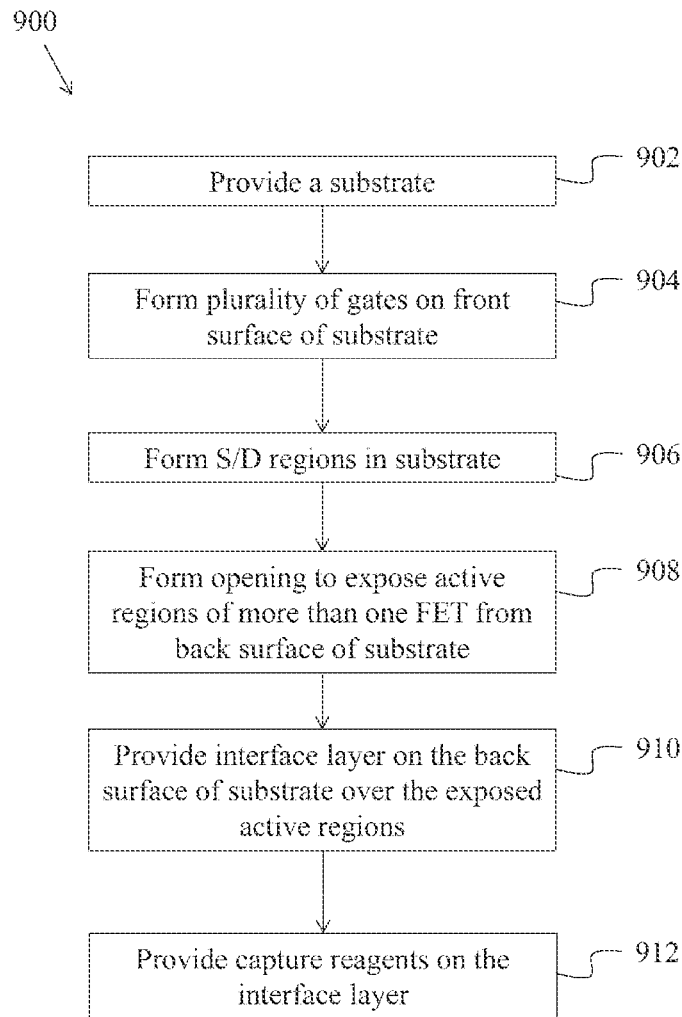 900
Provide a substrate
902
Form plurality of gates on front
surface of substrate
904
Form S/D regions in substrate
906
Form opening to expose active
regions of more than one FET from
back surface of substrate
908
Provide interface layer on the back
surface of substrate over the exposed
active regions
910
Provide capture reagents on the
interface layer
912